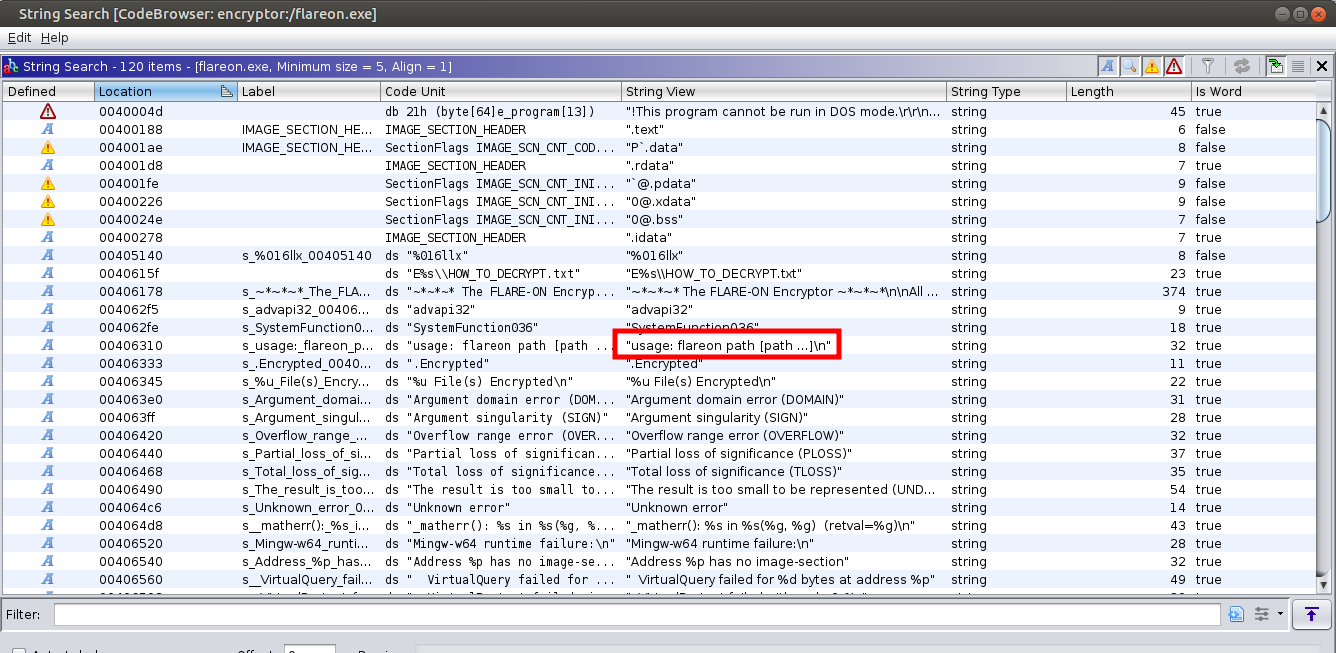 String Search [CodeBrowser: encryptor:/flareon.exe]
Edit Help
String Search - 120 items - [flareon.exe, Minimum size = 5, Align = 1]
Defined Location Label Code Unit String View String Type Length Is Word
0040004d db 21h (byte[64]e_program[13]) "!This program cannot be run in DOS mode.\r\r\n... string 45 true
00400188 IMAGE_SECTION_HE... IMAGE_SECTION_HEADER ".text" string 6 false
004001ae IMAGE_SECTION_HE... SectionFlags IMAGE_SCN_CNT_COD... "P`.data" string 8 false
004001d8 IMAGE_SECTION_HEADER ".rdata" string 7 true
004001fe SectionFlags IMAGE_SCN_CNT_INI... "`@.pdata" string 9 false
00400226 SectionFlags IMAGE_SCN_CNT_INI... "0@.xdata" string 9 false
0040024e SectionFlags IMAGE_SCN_CNT_INI... "0@.bss" string 7 false
00400278 IMAGE_SECTION_HEADER ".idata" string 7 true
00405140 s_%016llx_00405140 ds "%016llx" "%016llx" string 8 false
0040615f ds "E%s\\HOW_TO_DECRYPT.txt" "E%s\\HOW_TO_DECRYPT.txt" string 23 true
00406178 s_~*~*~*_The_FLA... ds "~*~*~* The FLARE-ON Encryp... "~*~*~* The FLARE-ON Encryptor ~*~*~*\n\nAll ... string 374 true
004062f5 s_advapi32_00406... ds "advapi32" "advapi32" string 9 true
004062fe s_SystemFunction0... ds "SystemFunction036" "SystemFunction036" string 18 true
00406310 s_usage:_flareon_p... ds "usage: flareon path [path ... "usage: flareon path [path ...]\n" string 32 true
00406333 s_.Encrypted_0040... ds ".Encrypted" ".Encrypted" string 11 true
00406345 s_%u_File(s)_Encry... ds "%u File(s) Encrypted\n" "%u File(s) Encrypted\n" string 22 true
004063e0 s_Argument_domai... ds "Argument domain error (DOM... "Argument domain error (DOMAIN)" string 31 true
004063ff s_Argument_singul... ds "Argument singularity (SIGN)" "Argument singularity (SIGN)" string 28 true
00406420 s_Overflow_range_... ds "Overflow range error (OVER... "Overflow range error (OVERFLOW)" string 32 true
00406440 s_Partial_loss_of_si... ds "Partial loss of significan... "Partial loss of significance (PLOSS)" string 37 true
00406468 s_Total_loss_of_sig... ds "Total loss of significance... "Total loss of significance (TLOSS)" string 35 true
00406490 s_The_result_is_too... ds "The result is too small to... "The result is too small to be represented (UND... string 54 true
004064c6 s_Unknown_error_0... ds "Unknown error" "Unknown error" string 14 true
004064d8 s__matherr():_%s_i... ds "_matherr(): %s in %s(%g, %... "_matherr(): %s in %s(%g, %g)  (retval=%g)\n" string 43 true
00406520 s_Mingw-w64_runti... ds "Mingw-w64 runtime failure:\n" "Mingw-w64 runtime failure:\n" string 28 true
00406540 s_Address_%p_has... ds "Address %p has no image-se... "Address %p has no image-section" string 32 true
00406560 s__VirtualQuery_fail... ds "  VirtualQuery failed for ... "  VirtualQuery failed for %d bytes at address %p" string 49 true
Filter: